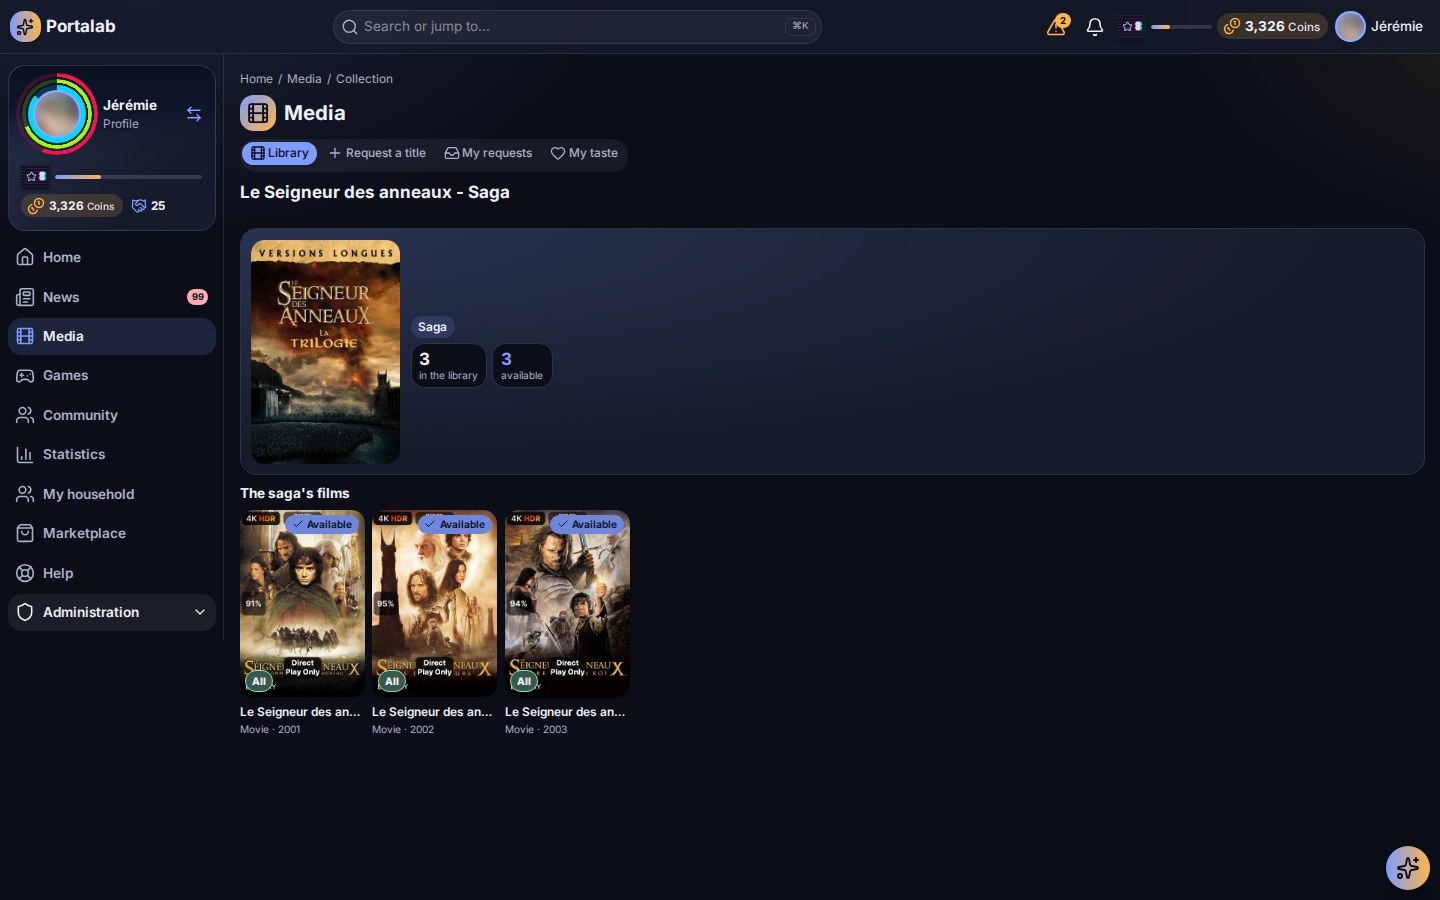 Portalab
Search or jump to...
⌘K
2
3,326 Coins
Jérémie
Jérémie
Profile
3,326 Coins
25
Home
News
99
Media
Games
Community
Statistics
My household
Marketplace
Help
Administration
Home / Media / Collection
Media
Library
Request a title
My requests
My taste
Le Seigneur des anneaux - Saga
VERSIONS LONGUES
LE
SEIGNEUR
DES
ANNEAUX
LA
TRILOGIE
Saga
3
in the library
3
available
The saga's films
4K HDR
Available
91%
Direct
Play Only
All
Le Seigneur des an...
Movie · 2001
4K HDR
Available
95%
Direct
Play Only
All
Le Seigneur des an...
Movie · 2002
4K HDR
Available
94%
Direct
Play Only
All
Le Seigneur des an...
Movie · 2003